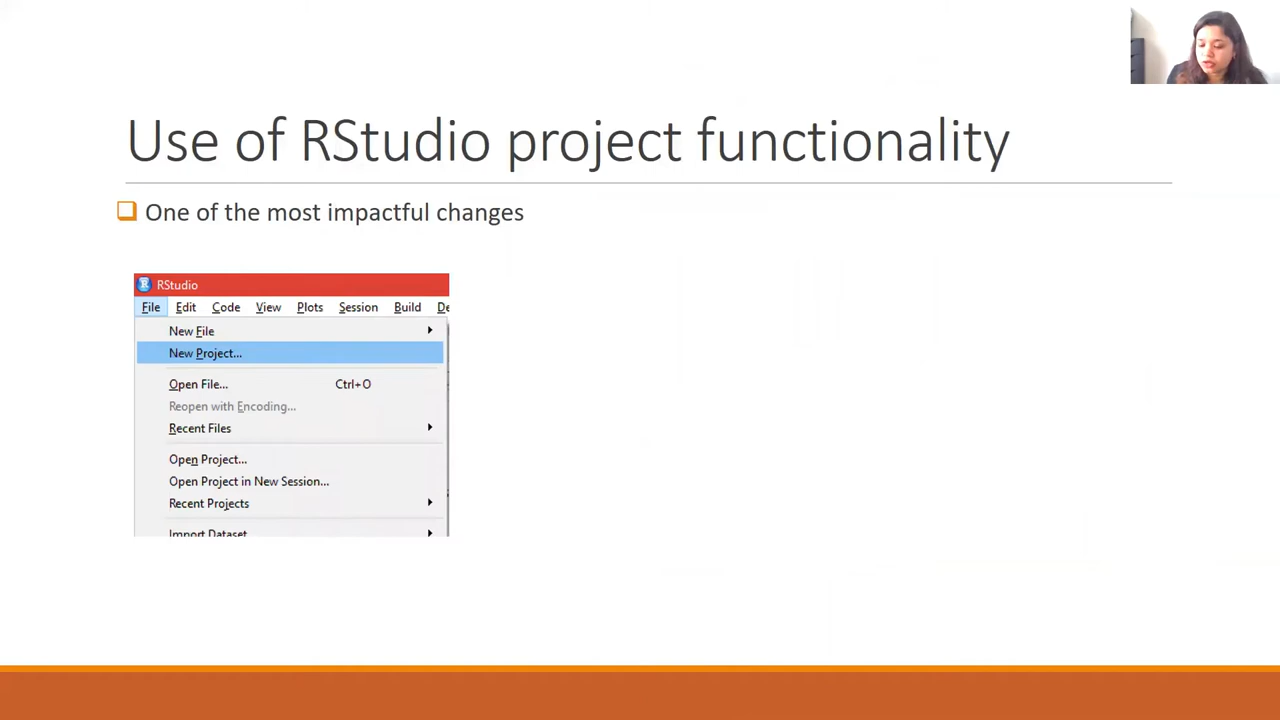 Use of RStudio project functionality
One of the most impactful changes
RStudio
File Edit Code View Plots Session Build De
New File
New Project...
Open File... Ctrl+O
Reopen with Encoding...
Recent Files
Open Project...
Open Project in New Session...
Recent Projects
Import Dataset